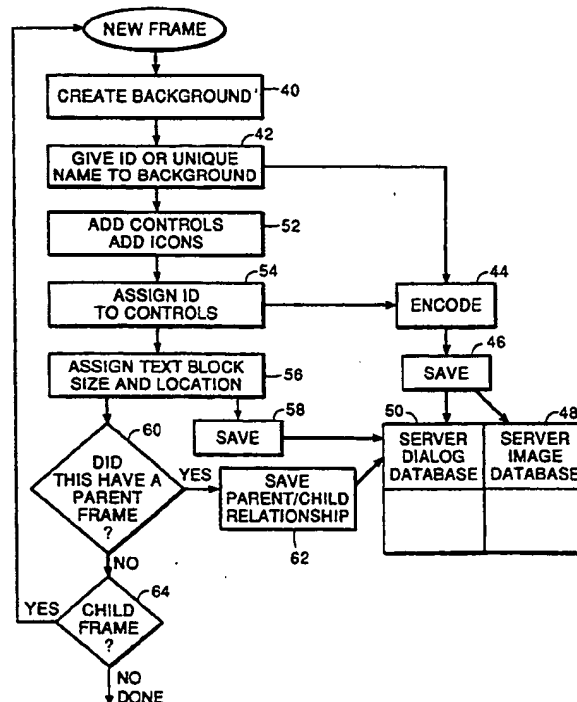 NEW FRAME
CREATE BACKGROUND
40
42
GIVE ID OR UNIQUE
NAME TO BACKGROUND
ADD CONTROLS
ADD ICONS
52
54
ASSIGN ID
TO CONTROLS
44
ENCODE
46
SAVE
ASSIGN TEXT BLOCK
SIZE AND LOCATION
56
58
SAVE
50
48
SERVER
DIALOG
DATABASE
SERVER
IMAGE
DATABASE
60
DID
THIS HAVE A
PARENT
FRAME
?
YES
SAVE
PARENT/CHILD
RELATIONSHIP
62
NO
64
YES
CHILD
FRAME
?
NO
DONE